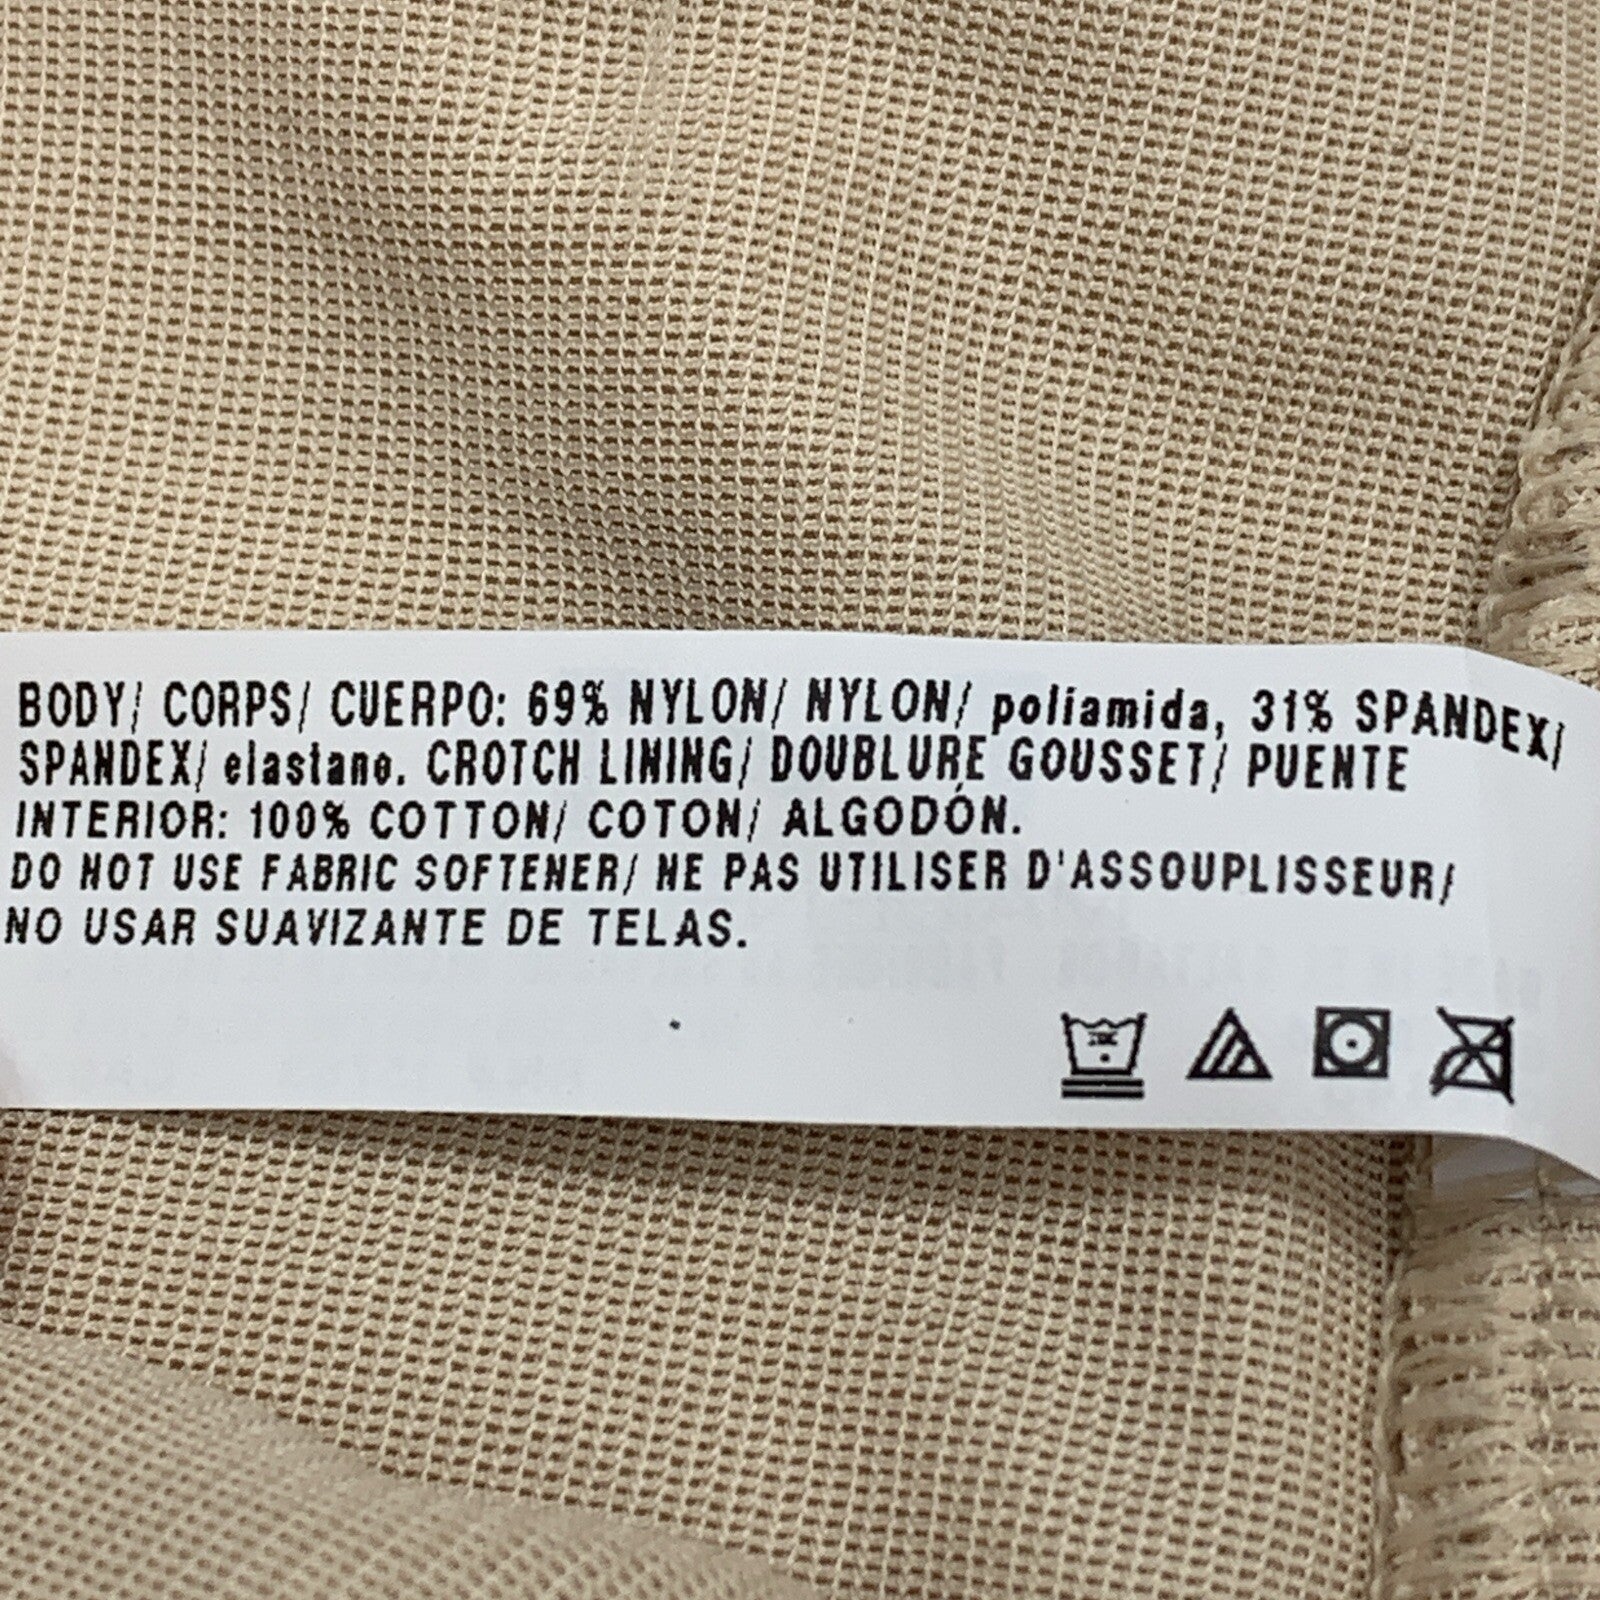 BODY/ CORPS/ CUERPO: 69% NYLON/ NYLON/ poliamida, 31% SPANDEX/
SPANDEX/ elastano. CROTCH LINING/ DOUBLURE GOUSSET/ PUENTE
INTERIOR: 100% COTTON/ COTON/ ALGODÓN.
DO NOT USE FABRIC SOFTENER/ NE PAS UTILISER D'ASSOUPLISSEUR/
NO USAR SUAVIZANTE DE TELAS.